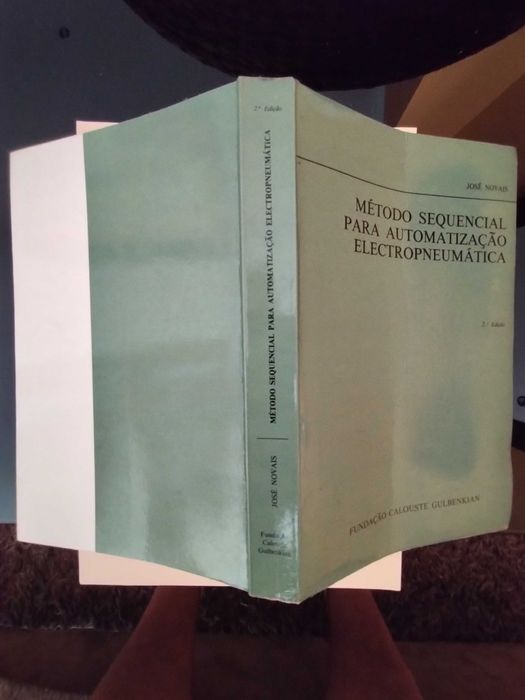 2.ª Edição
MÉTODO SEQUENCIAL PARA AUTOMATIZAÇÃO ELECTROPNEUMÁTICA
JOSÉ NOVAIS
Fundação
Calouste
Gulbenkian
JOSÉ NOVAIS
MÉTODO SEQUENCIAL
PARA AUTOMATIZAÇÃO
ELECTROPNEUMÁTICA
2.ª Edição
FUNDAÇÃO CALOUSTE GULBENKIAN